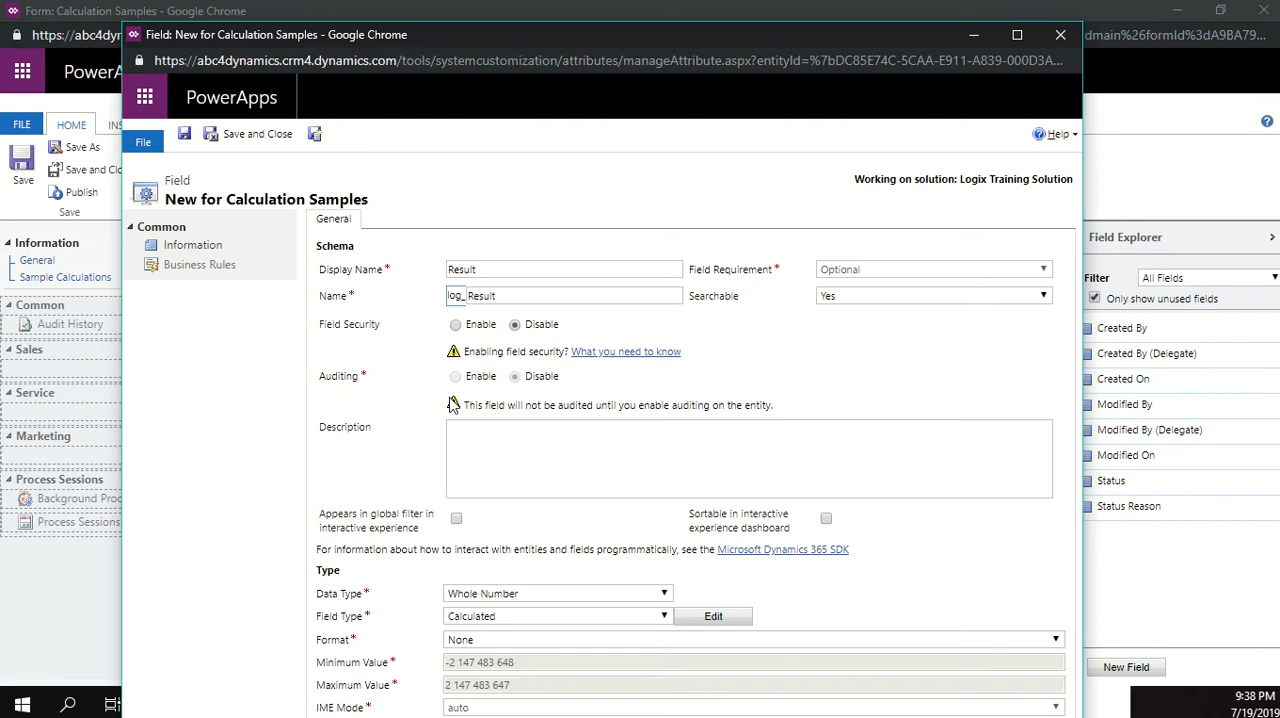 Form: Calculation Samples - Google Chrome
https://abc4dyn
dmain%26formId%3dA9BA79...
PowerA
FILE
HOME
INS
Save
Save As
Save and Clo
Publish
Save
Information
General
Sample Calculations
Common
Audit History
Sales
Service
Marketing
Process Sessions
Background Proc
Process Sessions
Field: New for Calculation Samples - Google Chrome
https://abc4dynamics.crm4.dynamics.com/tools/systemcustomization/attributes/manageAttribute.aspx?entityId=%7bDC85E74C-5CAA-E911-A839-000D3A...
PowerApps
File
Save and Close
Help
Field
New for Calculation Samples
Working on solution: Logix Training Solution
Common
Information
Business Rules
General
Schema
Display Name* Result Field Requirement* Optional
Name* log_ Result Searchable Yes
Field Security Enable Disable
Enabling field security? What you need to know
Auditing* Enable Disable
This field will not be audited until you enable auditing on the entity.
Description
Appears in global filter in
interactive experience
Sortable in interactive
experience dashboard
For information about how to interact with entities and fields programmatically, see the Microsoft Dynamics 365 SDK
Type
Data Type* Whole Number
Field Type* Calculated Edit
Format* None
Minimum Value* -2 147 483 648
Maximum Value* 2 147 483 647
IME Mode* auto
Field Explorer
Filter All Fields
Only show unused fields
Created By
Created By (Delegate)
Created On
Modified By
Modified By (Delegate)
Modified On
Status
Status Reason
New Field
9:38 PM
7/19/2019